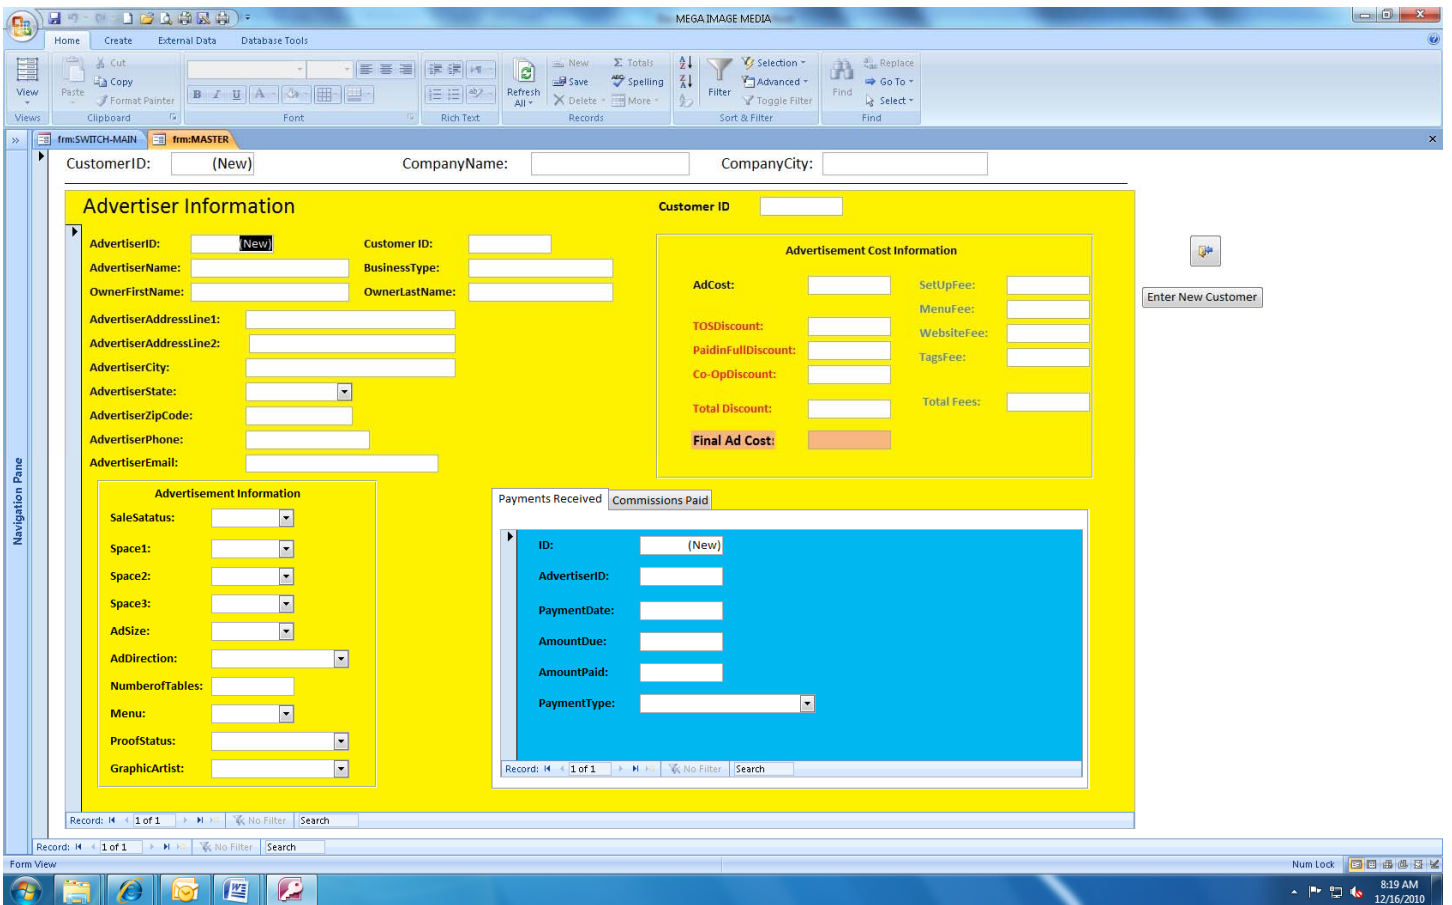 MEGA IMAGE MEDIA
Home Create External Data Database Tools
Cut
Copy
Format Painter
View Paste
B I U A
Refresh All
New Totals
Save Spelling
Delete More
Filter
Selection
Advanced
Toggle Filter
Find
Replace
Go To
Select
Views Clipboard Font Rich Text Records Sort & Filter Find
frm:SWITCH-MAIN frm:MASTER
CustomerID: (New) CompanyName: CompanyCity:
Advertiser Information Customer ID
AdvertiserID: (New) Customer ID:
AdvertiserName: BusinessType:
OwnerFirstName: OwnerLastName:
AdvertiserAddressLine1:
AdvertiserAddressLine2:
AdvertiserCity:
AdvertiserState:
AdvertiserZipCode:
AdvertiserPhone:
AdvertiserEmail:
Advertisement Cost Information
AdCost: SetUpFee:
MenuFee:
TOSDiscount: WebsiteFee:
PaidinFullDiscount: TagsFee:
Co-OpDiscount:
Total Discount: Total Fees:
Final Ad Cost:
Enter New Customer
Advertisement Information
SaleSatatus:
Space1:
Space2:
Space3:
AdSize:
AdDirection:
NumberofTables:
Menu:
ProofStatus:
GraphicArtist:
Payments Received Commissions Paid
ID: (New)
AdvertiserID:
PaymentDate:
AmountDue:
AmountPaid:
PaymentType:
Record: 1 of 1 No Filter Search
Record: 1 of 1 No Filter Search
Record: 1 of 1 No Filter Search
Navigation Pane
Form View Num Lock
8:19 AM
12/16/2010